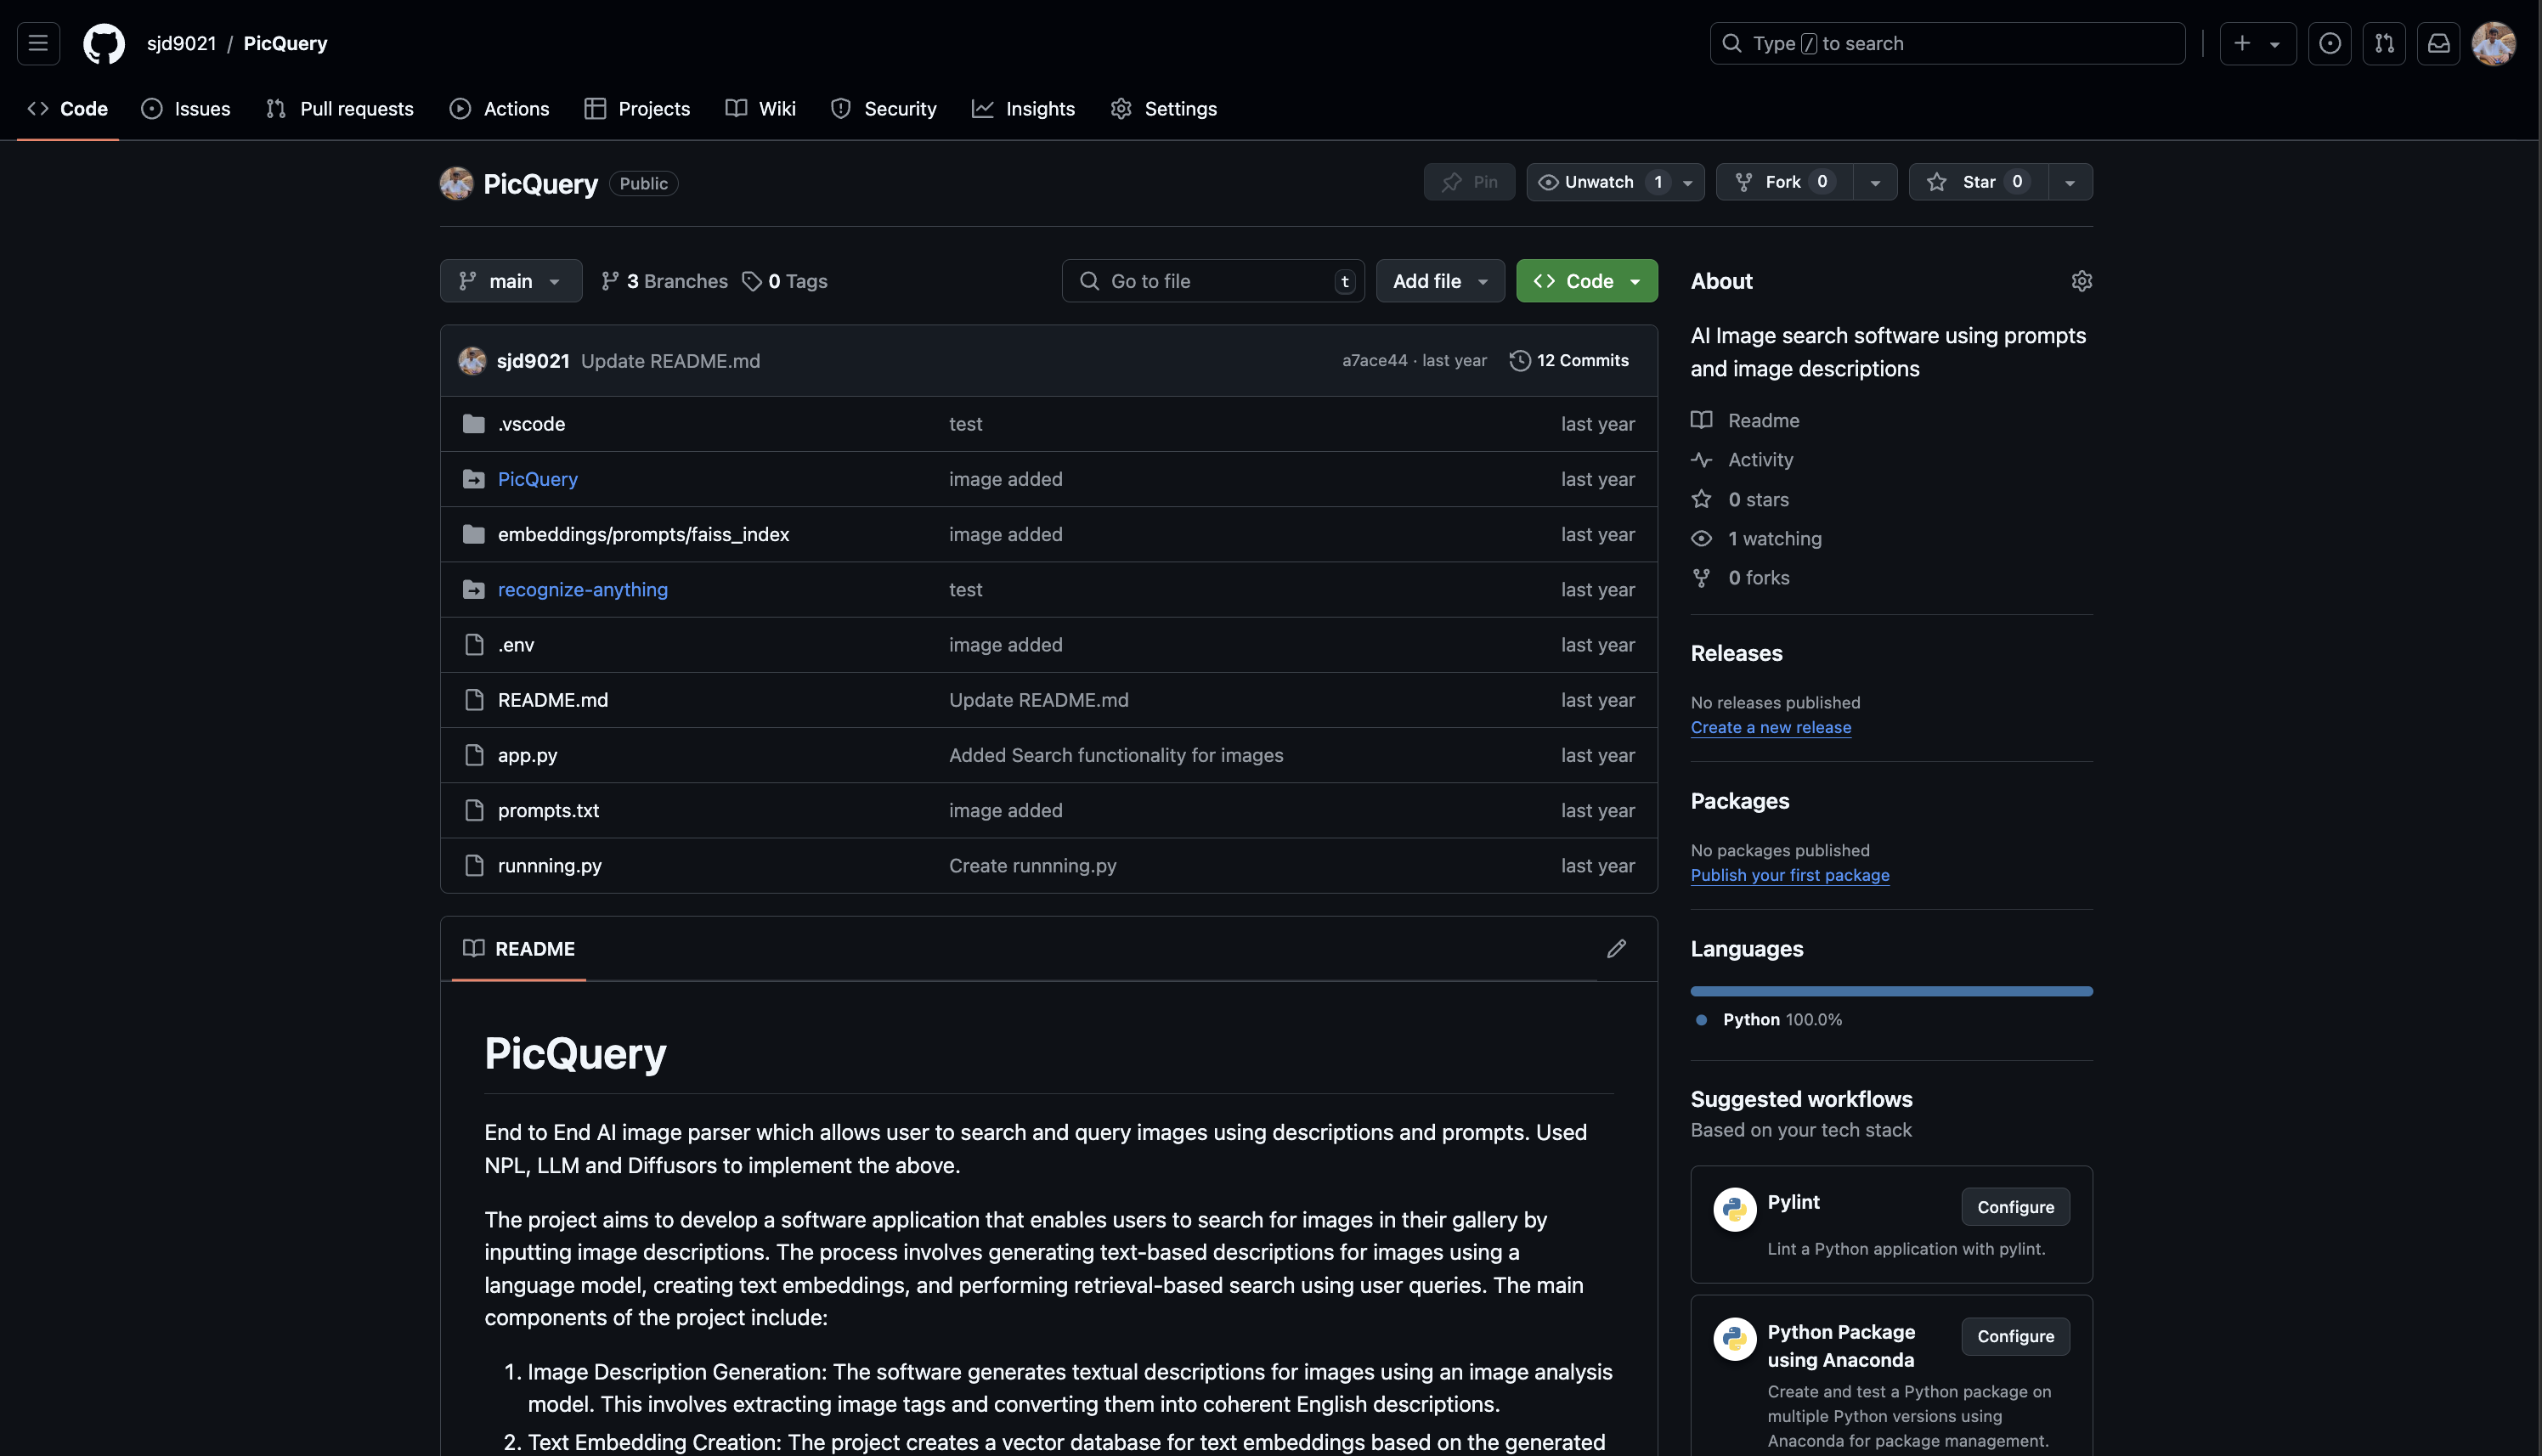 sjd9021 / PicQuery
Type / to search
Code
Issues
Pull requests
Actions
Projects
Wiki
Security
Insights
Settings
PicQuery Public
Pin
Unwatch 1
Fork 0
Star 0
main
3 Branches
0 Tags
Go to file t
Add file
Code
sjd9021 Update README.md a7ace44 · last year 12 Commits
.vscode test last year
PicQuery image added last year
embeddings/prompts/faiss_index image added last year
recognize-anything test last year
.env image added last year
README.md Update README.md last year
app.py Added Search functionality for images last year
prompts.txt image added last year
runnning.py Create runnning.py last year
README
PicQuery
End to End AI image parser which allows user to search and query images using descriptions and prompts. Used
NPL, LLM and Diffusors to implement the above.
The project aims to develop a software application that enables users to search for images in their gallery by
inputting image descriptions. The process involves generating text-based descriptions for images using a
language model, creating text embeddings, and performing retrieval-based search using user queries. The main
components of the project include:
1. Image Description Generation: The software generates textual descriptions for images using an image analysis
model. This involves extracting image tags and converting them into coherent English descriptions.
2. Text Embedding Creation: The project creates a vector database for text embeddings based on the generated
About
AI Image search software using prompts
and image descriptions
Readme
Activity
0 stars
1 watching
0 forks
Releases
No releases published
Create a new release
Packages
No packages published
Publish your first package
Languages
Python 100.0%
Suggested workflows
Based on your tech stack
Pylint
Configure
Lint a Python application with pylint.
Python Package
using Anaconda
Configure
Create and test a Python package on
multiple Python versions using
Anaconda for package management.